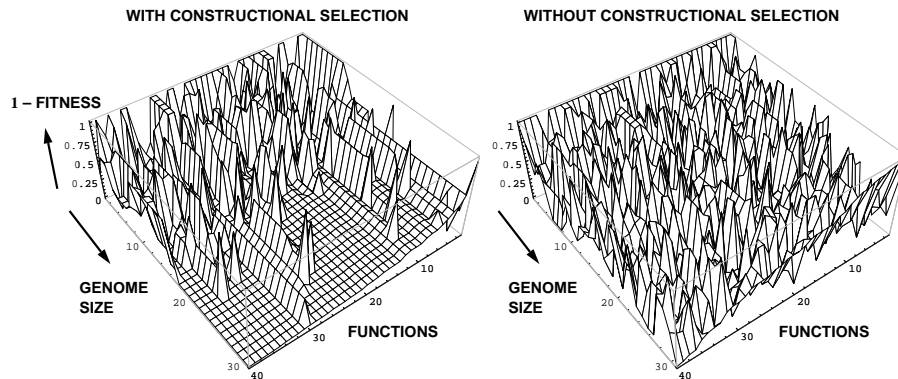 WITH CONSTRUCTIONAL SELECTION
WITHOUT CONSTRUCTIONAL SELECTION
1 – FITNESS
1
0.75
0.5
0.25
0
10
20
30
GENOME
SIZE
40
30
20
10
FUNCTIONS
1
0.75
0.5
0.25
0
10
20
30
GENOME
SIZE
40
30
20
10
FUNCTIONS